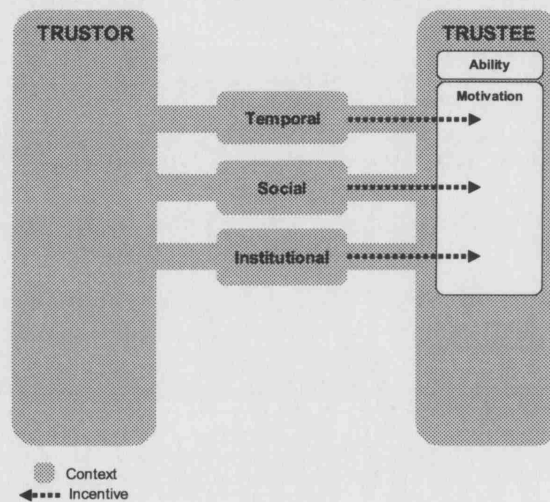 TRUSTOR
TRUSTEE
Ability
Motivation
Temporal
Social
Institutional
Context
Incentive